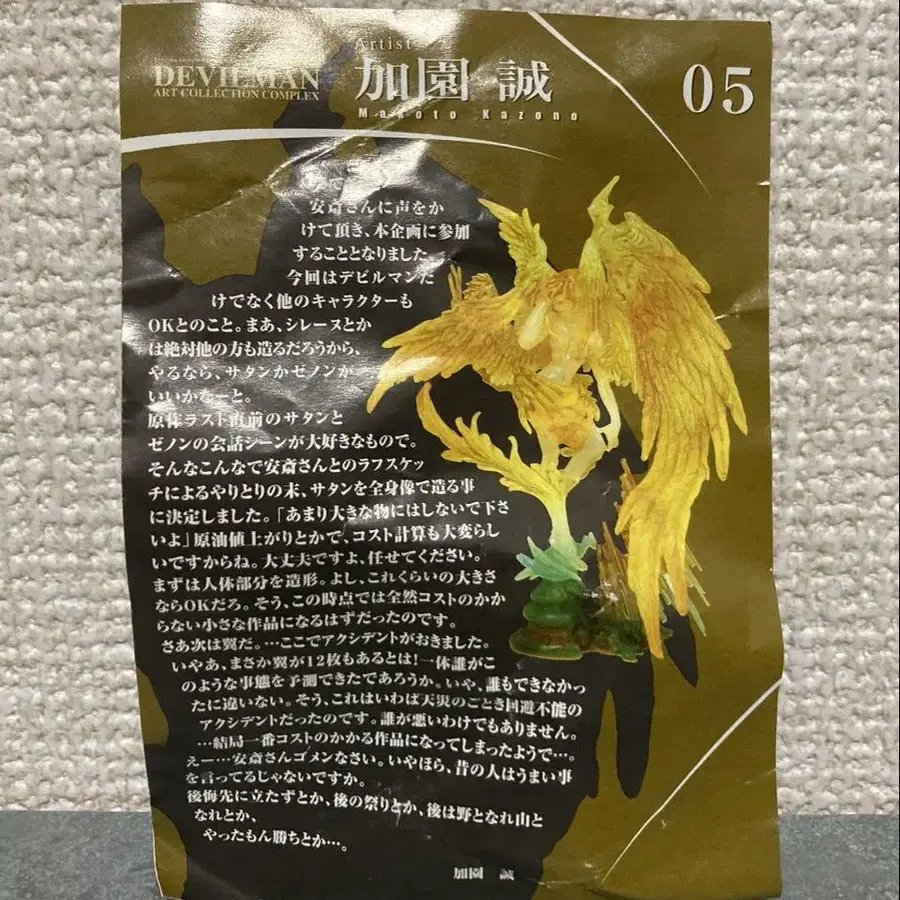 DEVILMAN
ART COLLECTION COMPLEX
Artist
加園 誠
Makoto Kazono
05
安斎さんに声をか
けて頂き、本企画に参加
することとなりました。
今回はデビルマンだ
けでなく他のキャラクターも
OKとのこと。まあ、シレーヌとか
は絶対他の方も造るだろうから、
やるなら、サタンかゼノンか
いいかなーと。
原作ラスト直前のサタンと
ゼノンの会話シーンが大好きなもので。
そんなこんなで安斎さんとのラフスケッ
チによるやりとりの末、サタンを全身像で造る事
に決定しました。「あまり大きな物にはしないで下さ
いよ」原油値上がりとかで、コスト計算も大変らし
いですからね。大丈夫ですよ、任せてください。
まずは人体部分を造形。よし、これくらいの大きさ
ならOKだろ。そう、この時点では全然コストのかか
らない小さな作品になるはずだったのです。
さあ次は翼だ。…ここでアクシデントがおきました。
いやあ、まさか翼が12枚もあるとは!一体誰がこ
のような事態を予測できたであろうか。いや、誰もできなかっ
たに違いない。そう、これはいわば天災のごとき回避不能の
アクシデントだったのです。誰が悪いわけでもありません。
…結局一番コストのかかる作品になってしまったようで…。
えー…安斎さんゴメンなさい。いやほら、昔の人はうまい事
を言ってるじゃないですか。
後悔先に立たずとか、後の祭りとか、後は野となれ山と
なれとか、
やったもん勝ちとか…。
加園 誠